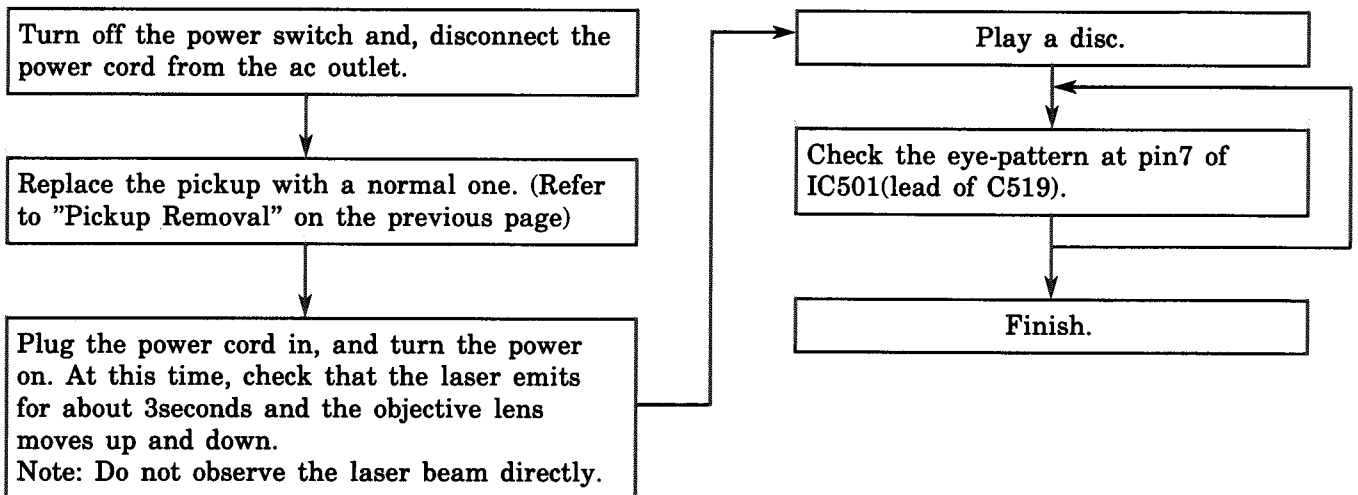 Turn off the power switch and, disconnect the
power cord from the ac outlet.
Replace the pickup with a normal one. (Refer
to ”Pickup Removal” on the previous page)
Plug the power cord in, and turn the power
on. At this time, check that the laser emits
for about 3seconds and the objective lens
moves up and down.
Note: Do not observe the laser beam directly.
Play a disc.
Check the eye-pattern at pin7 of
IC501(lead of C519).
Finish.